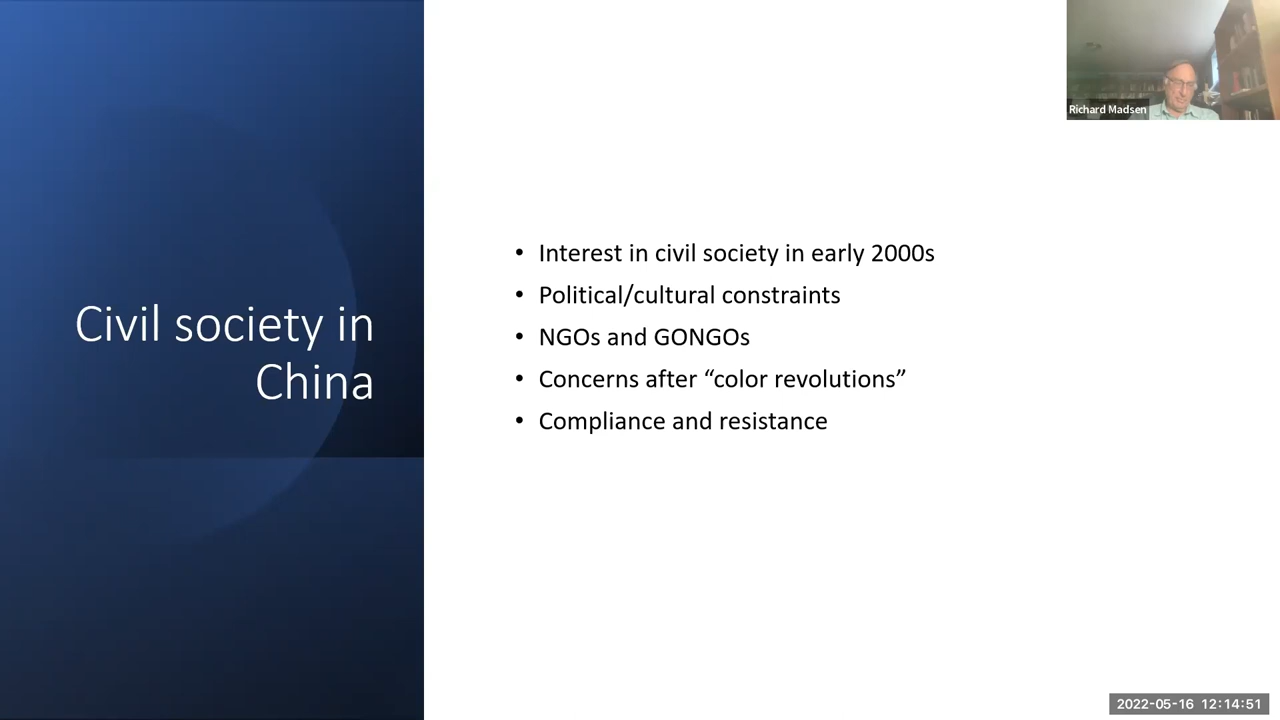 Civil society in
China
• Interest in civil society in early 2000s
• Political/cultural constraints
• NGOs and GONGOs
• Concerns after “color revolutions”
• Compliance and resistance
Richard Madsen
2022-05-16 12:14:51